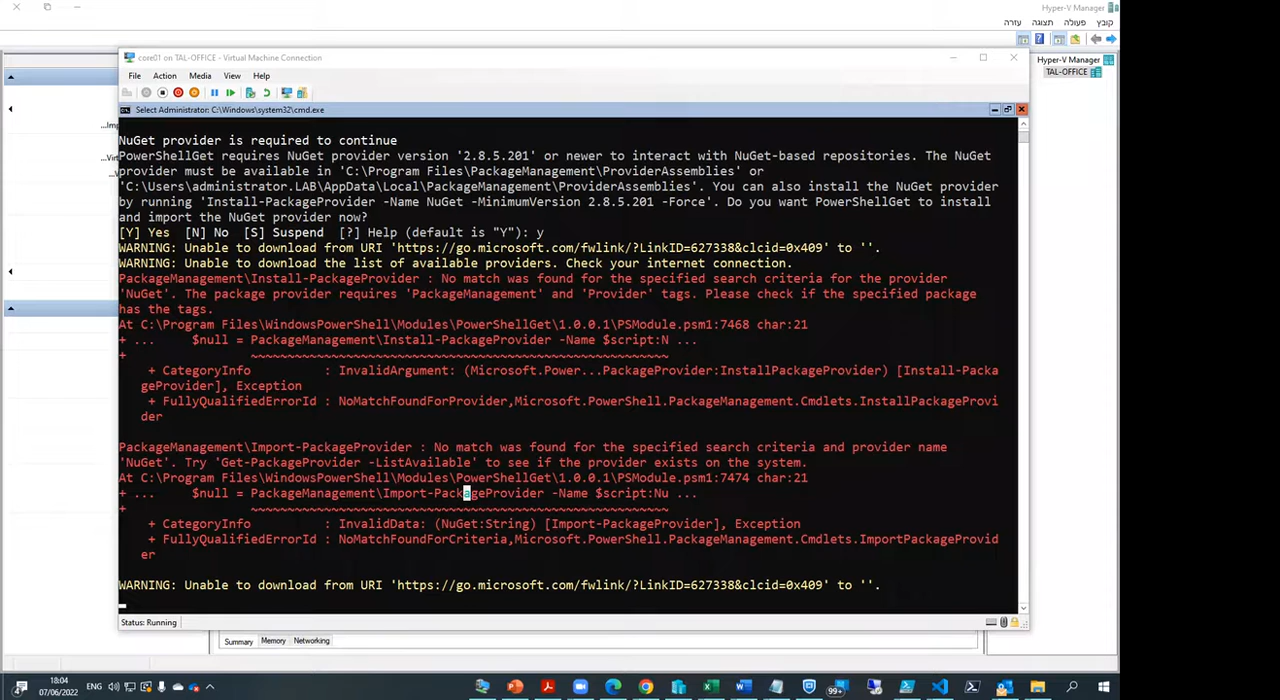 Hyper-V Manager
קובץ
פעולה
תצוגה
עזרה
core01 on TAL-OFFICE - Virtual Machine Connection
File Action Media View Help
Hyper-V Manager
TAL-OFFICE
Select Administrator: C:\Windows\system32\cmd.exe
...Imp
...Virt
NuGet provider is required to continue
PowerShellGet requires NuGet provider version '2.8.5.201' or newer to interact with NuGet-based repositories. The NuGet
provider must be available in 'C:\Program Files\PackageManagement\ProviderAssemblies' or
'C:\Users\administrator.LAB\AppData\Local\PackageManagement\ProviderAssemblies'. You can also install the NuGet provider
by running 'Install-PackageProvider -Name NuGet -MinimumVersion 2.8.5.201 -Force'. Do you want PowerShellGet to install
and import the NuGet provider now?
[Y] Yes [N] No [S] Suspend [?] Help (default is "Y"): y
WARNING: Unable to download from URI 'https://go.microsoft.com/fwlink/?LinkID=627338&clcid=0x409' to ''.
WARNING: Unable to download the list of available providers. Check your internet connection.
PackageManagement\Install-PackageProvider : No match was found for the specified search criteria for the provider
'NuGet'. The package provider requires 'PackageManagement' and 'Provider' tags. Please check if the specified package
has the tags.
At C:\Program Files\WindowsPowerShell\Modules\PowerShellGet\1.0.0.1\PSModule.psm1:7468 char:21
+ ... $null = PackageManagement\Install-PackageProvider -Name $script:N ...
+ ~~~~~~~~~~~~~~~~~~~~~~~~~~~~~~~~~~~~~~~~~~~~~~~~~~~~~~~~~
+ CategoryInfo : InvalidArgument: (Microsoft.Power...PackageProvider:InstallPackageProvider) [Install-Packa
geProvider], Exception
+ FullyQualifiedErrorId : NoMatchFoundForProvider,Microsoft.PowerShell.PackageManagement.Cmdlets.InstallPackageProvi
der
PackageManagement\Import-PackageProvider : No match was found for the specified search criteria and provider name
'NuGet'. Try 'Get-PackageProvider -ListAvailable' to see if the provider exists on the system.
At C:\Program Files\WindowsPowerShell\Modules\PowerShellGet\1.0.0.1\PSModule.psm1:7474 char:21
+ ... $null = PackageManagement\Import-PackageProvider -Name $script:Nu ...
+ ~~~~~~~~~~~~~~~~~~~~~~~~~~~~~~~~~~~~~~~~~~~~~~~~~~~~~~~~~
+ CategoryInfo : InvalidData: (NuGet:String) [Import-PackageProvider], Exception
+ FullyQualifiedErrorId : NoMatchFoundForCriteria,Microsoft.PowerShell.PackageManagement.Cmdlets.ImportPackageProvid
er
WARNING: Unable to download from URI 'https://go.microsoft.com/fwlink/?LinkID=627338&clcid=0x409' to ''.
Status: Running
Summary Memory Networking
18:04
07/06/2022
ENG
99+